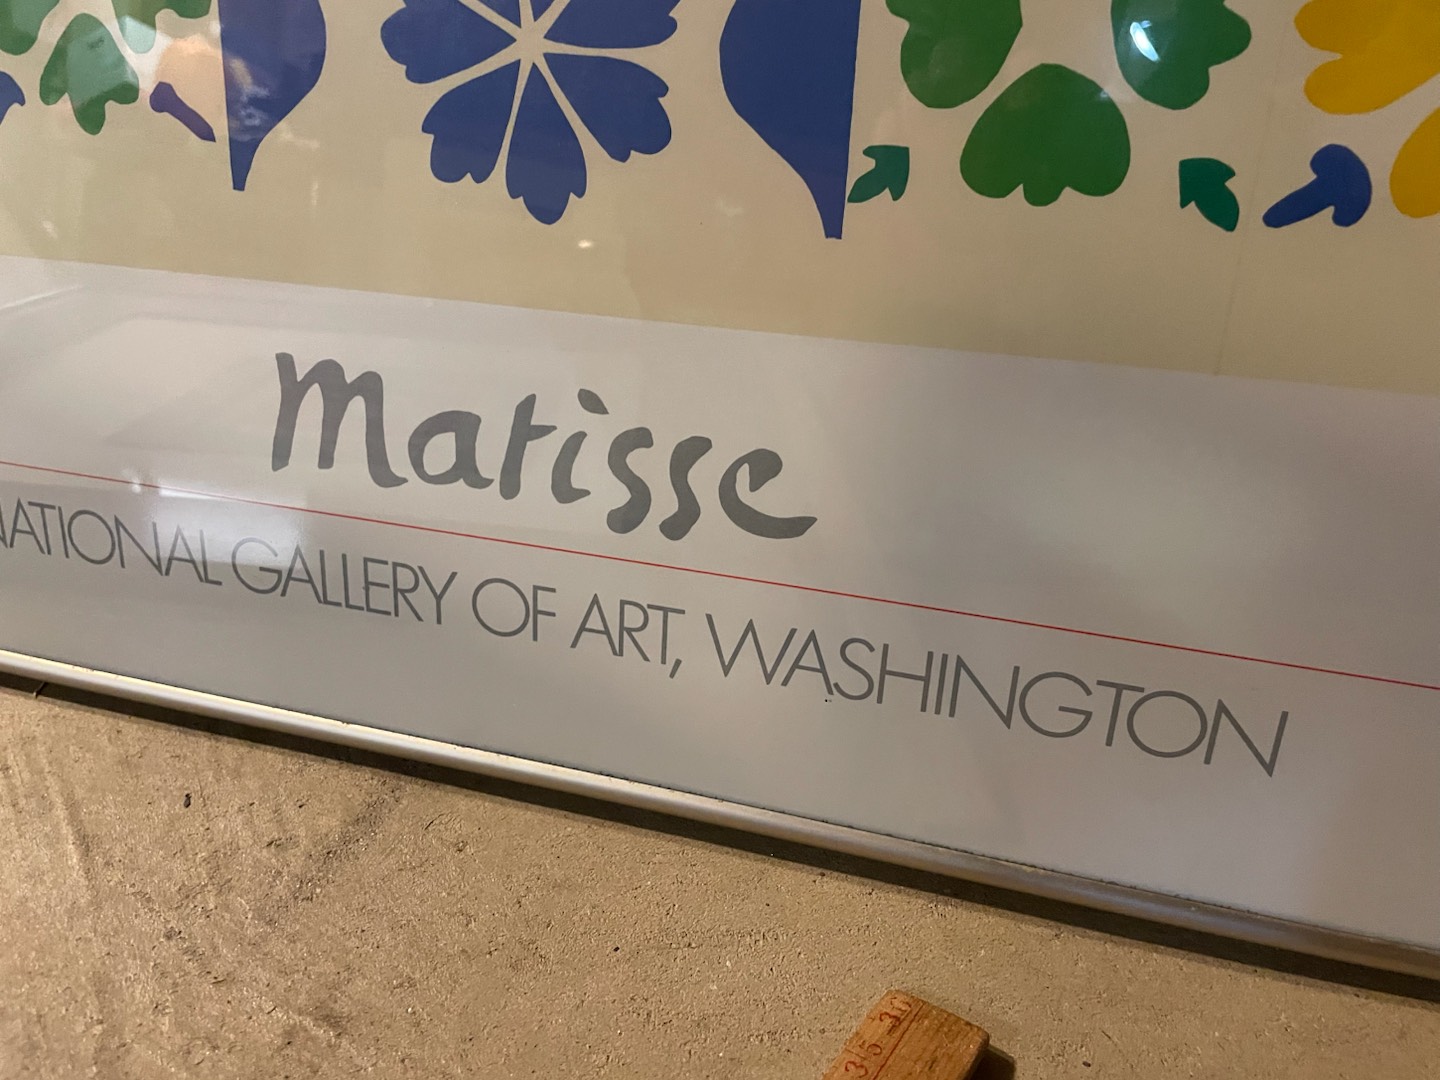 Matisse
NATIONAL GALLERY OF ART, WASHINGTON